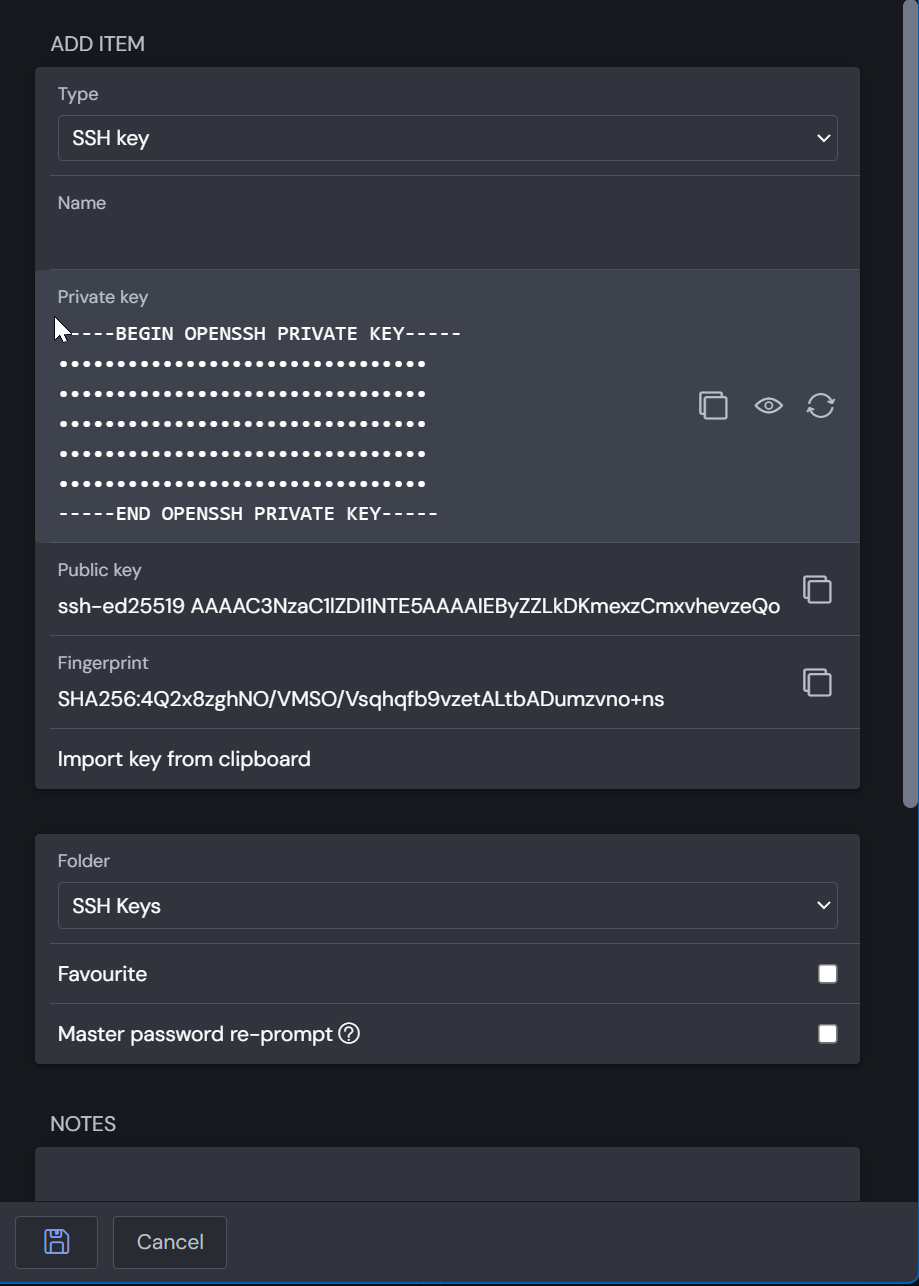 ADD ITEM
Type
SSH key
Name
Private key
-----BEGIN OPENSSH PRIVATE KEY-----
••••••••••••••••••••••••••••••••
••••••••••••••••••••••••••••••••
••••••••••••••••••••••••••••••••
••••••••••••••••••••••••••••••••
••••••••••••••••••••••••••••••••
-----END OPENSSH PRIVATE KEY-----
Public key
ssh-ed25519 AAAAC3NzaC1lZDI1NTE5AAAAIEByZZLkDKmexzCmxvhevzeQo
Fingerprint
SHA256:4Q2x8zghNO/VMSO/Vsqhqfb9vzetALtbADumzvno+ns
Import key from clipboard
Folder
SSH Keys
Favourite
Master password re-prompt
NOTES
Cancel